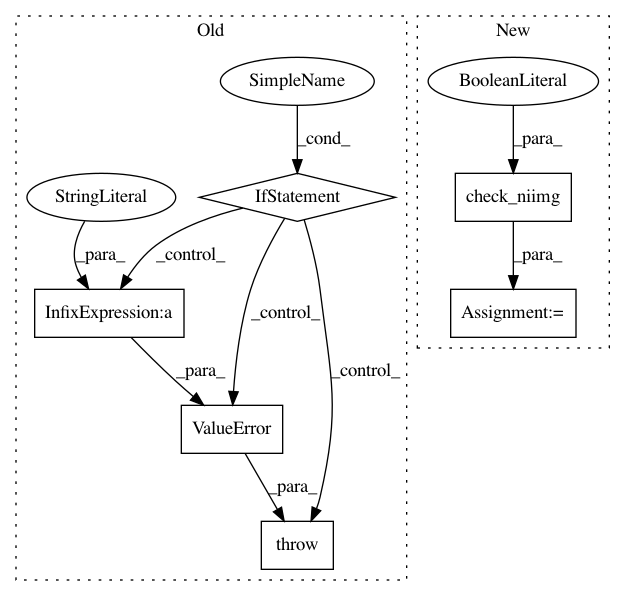 Old
New
SimpleName
BooleanLiteral
_cond_
_para_
StringLiteral
IfStatement
check_niimg
_para_
_control_
_para_
InfixExpression:a
_control_
Assignment:=
_para_
_control_
ValueError
_para_
throw